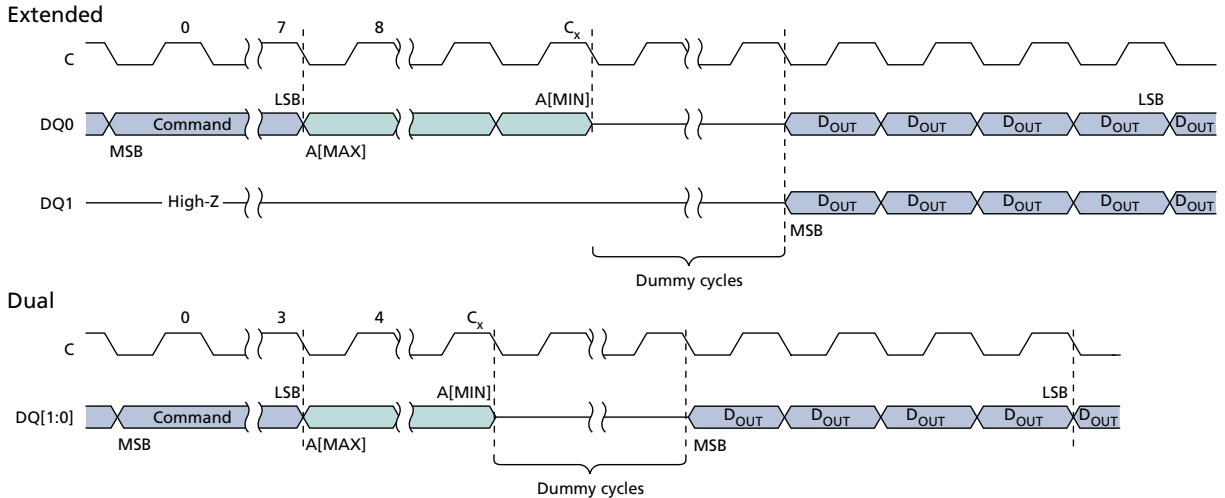 Extended
0 7 8 Cx
C
LSB A[MIN] LSB
DQ0 Command DOUT DOUT DOUT DOUT DOUT
MSB A[MAX]
DQ1 High-Z DOUT DOUT DOUT DOUT DOUT
MSB
Dummy cycles
Dual
0 3 4 Cx
C
LSB A[MIN] LSB
DQ[1:0] Command DOUT DOUT DOUT DOUT DOUT
MSB A[MAX] MSB
Dummy cycles